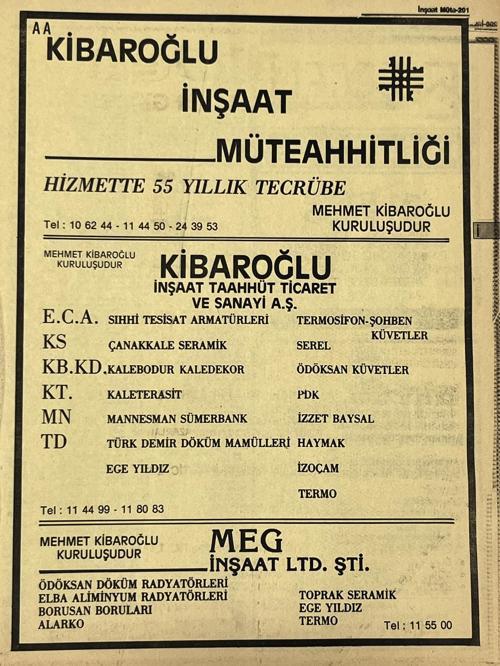 İnşaat Müte-201
AA
KİBAROĞLU
İNŞAAT
MÜTEAHHİTLİĞİ
HİZMETTE 55 YILLIK TECRÜBE
MEHMET KİBAROĞLU
KURULUŞUDUR
Tel : 10 62 44 - 11 44 50 - 24 39 53
MEHMET KİBAROĞLU
KURULUŞUDUR
KİBAROĞLU
İNŞAAT TAAHHÜT TİCARET
VE SANAYİ A.Ş.
E.C.A. SIHHİ TESİSAT ARMATÜRLERİ TERMOSİFON-ŞOHBEN
KÜVETLER
KS ÇANAKKALE SERAMİK SEREL
KB.KD. KALEBODUR KALEDEKOR ÖDÖKSAN KÜVETLER
KT. KALETERASİT PDK
MN MANNESMAN SÜMERBANK İZZET BAYSAL
TD TÜRK DEMİR DÖKÜM MAMÜLLERİ HAYMAK
EGE YILDIZ İZOÇAM
TERMO
Tel : 11 44 99 - 11 80 83
MEHMET KİBAROĞLU
KURULUŞUDUR
MEG
İNŞAAT LTD. ŞTİ.
ÖDÖKSAN DÖKÜM RADYATÖRLERİ
ELBA ALİMİNYUM RADYATÖRLERİ TOPRAK SERAMİK
BORUSAN BORULARI EGE YILDIZ
ALARKO TERMO Tel : 11 55 00